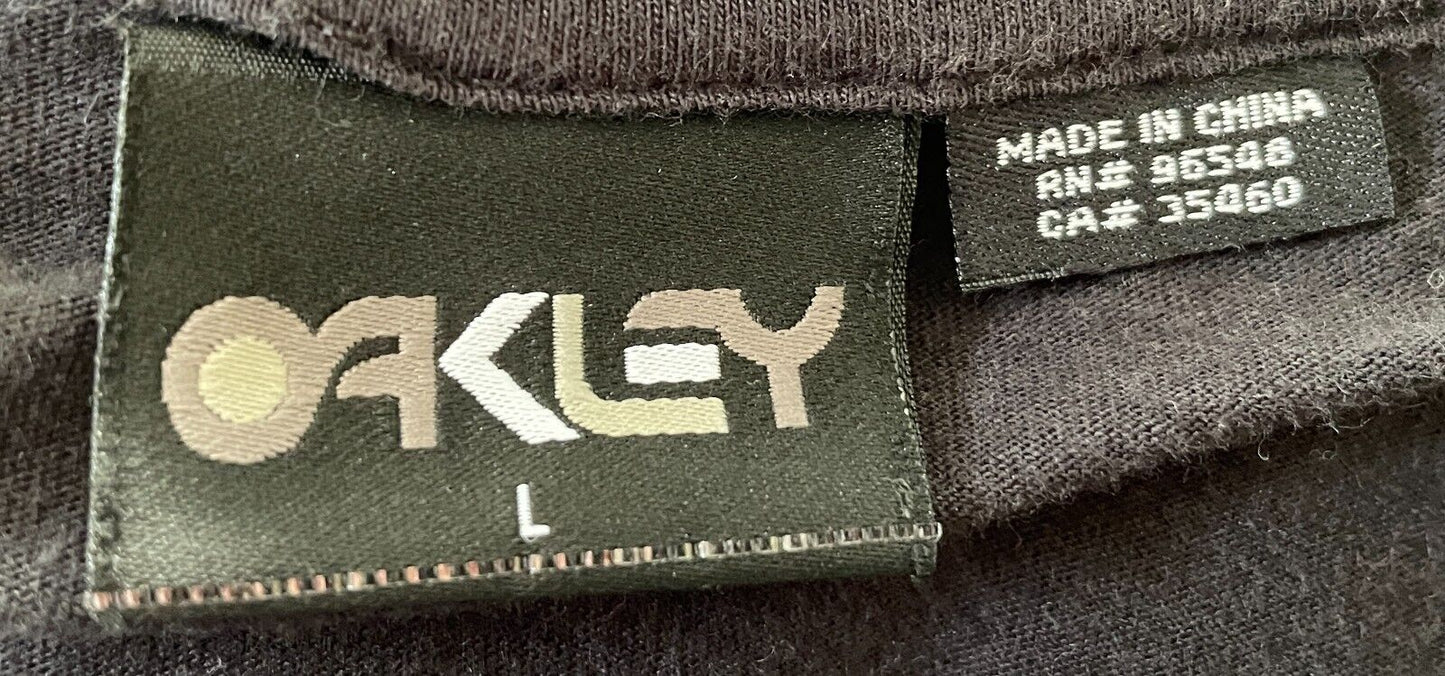 OAKLEY
L
MADE IN CHINA
RN# 96548
CA# 35460